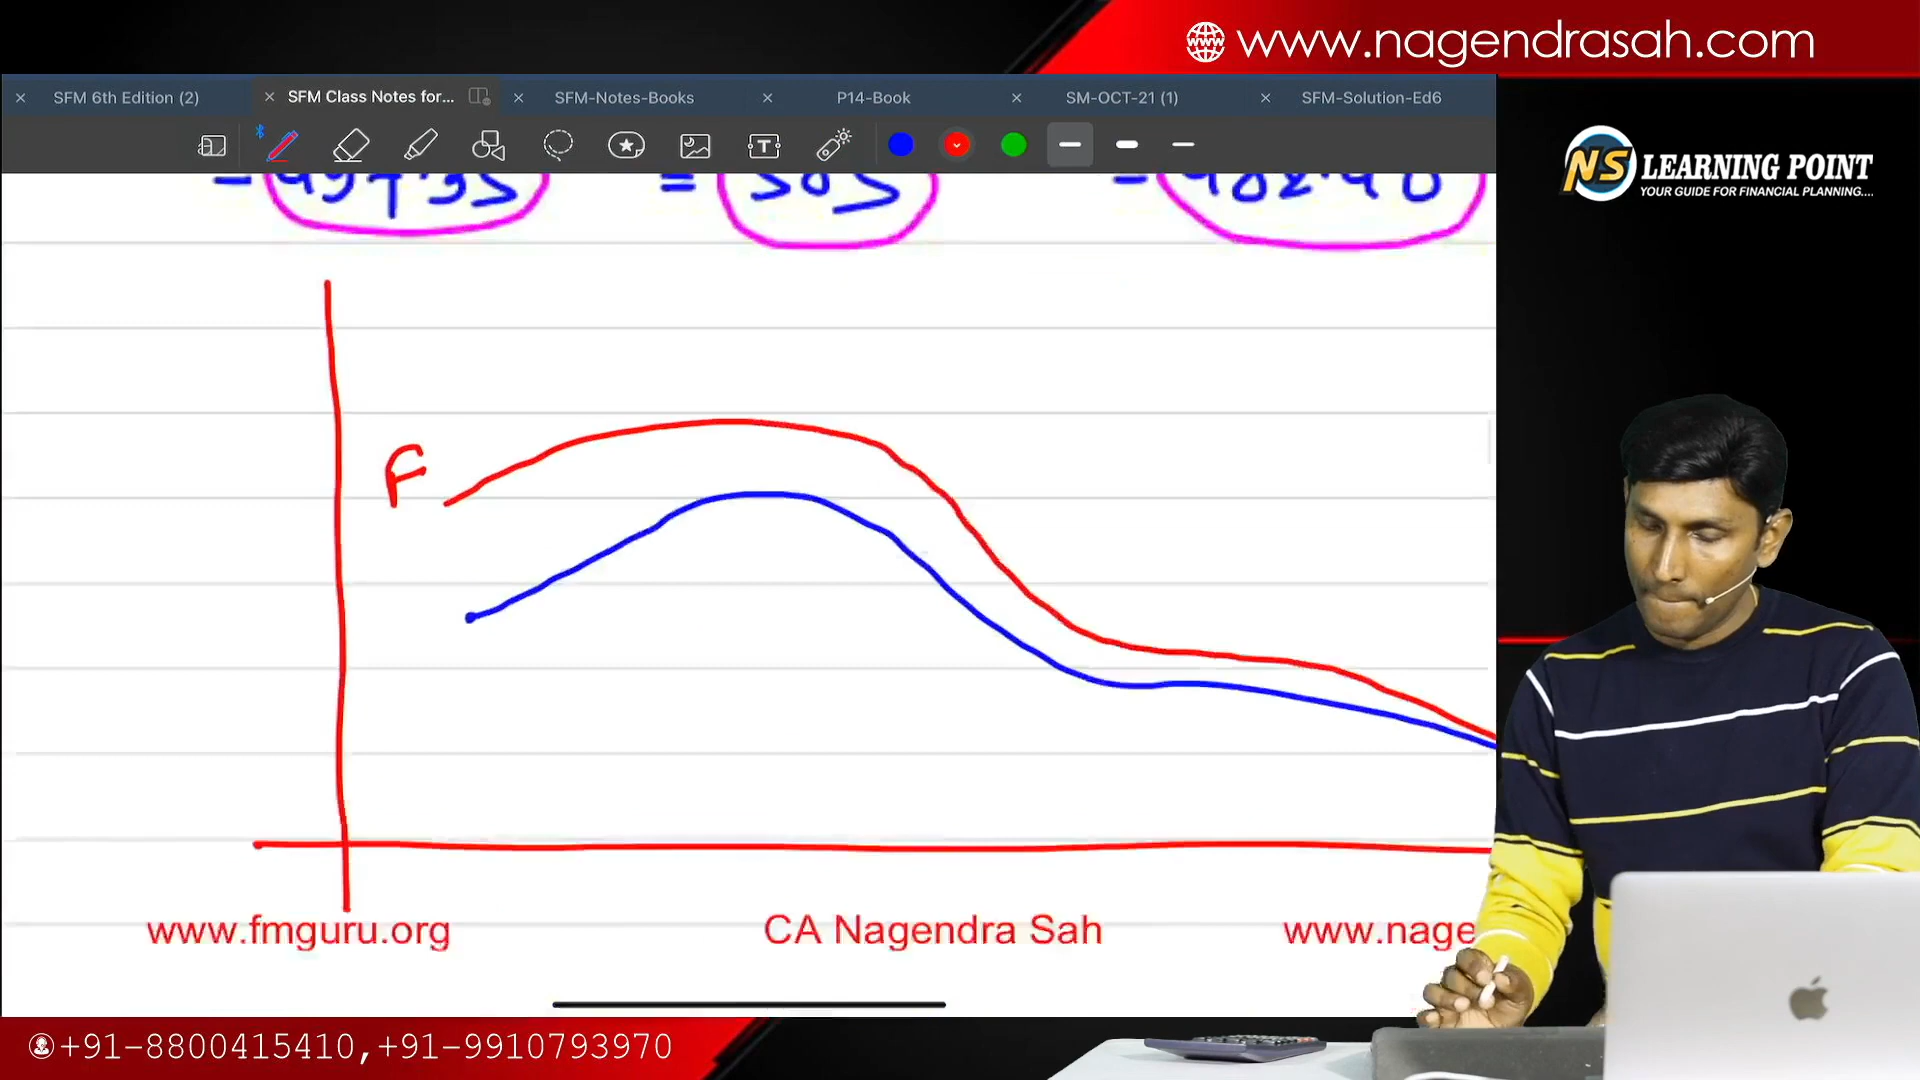 www.nagendrasah.com
SFM 6th Edition (2)
SFM Class Notes for...
SFM-Notes-Books
P14-Book
SM-OCT-21 (1)
SFM-Solution-Ed6
T
NS LEARNING POINT
YOUR GUIDE FOR FINANCIAL PLANNING....
= 505
F
www.fmguru.org
CA Nagendra Sah
www.nage
+91-8800415410,+91-9910793970